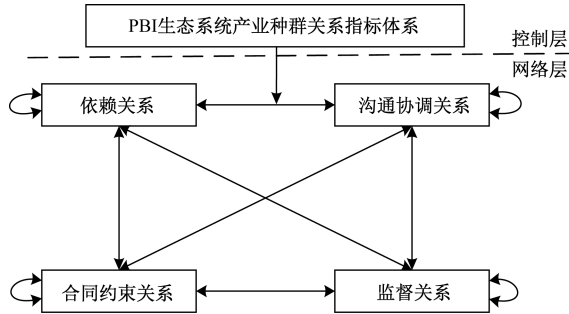 PBI生态系统产业种群关系指标体系
控制层
网络层
依赖关系
沟通协调关系
合同约束关系
监督关系